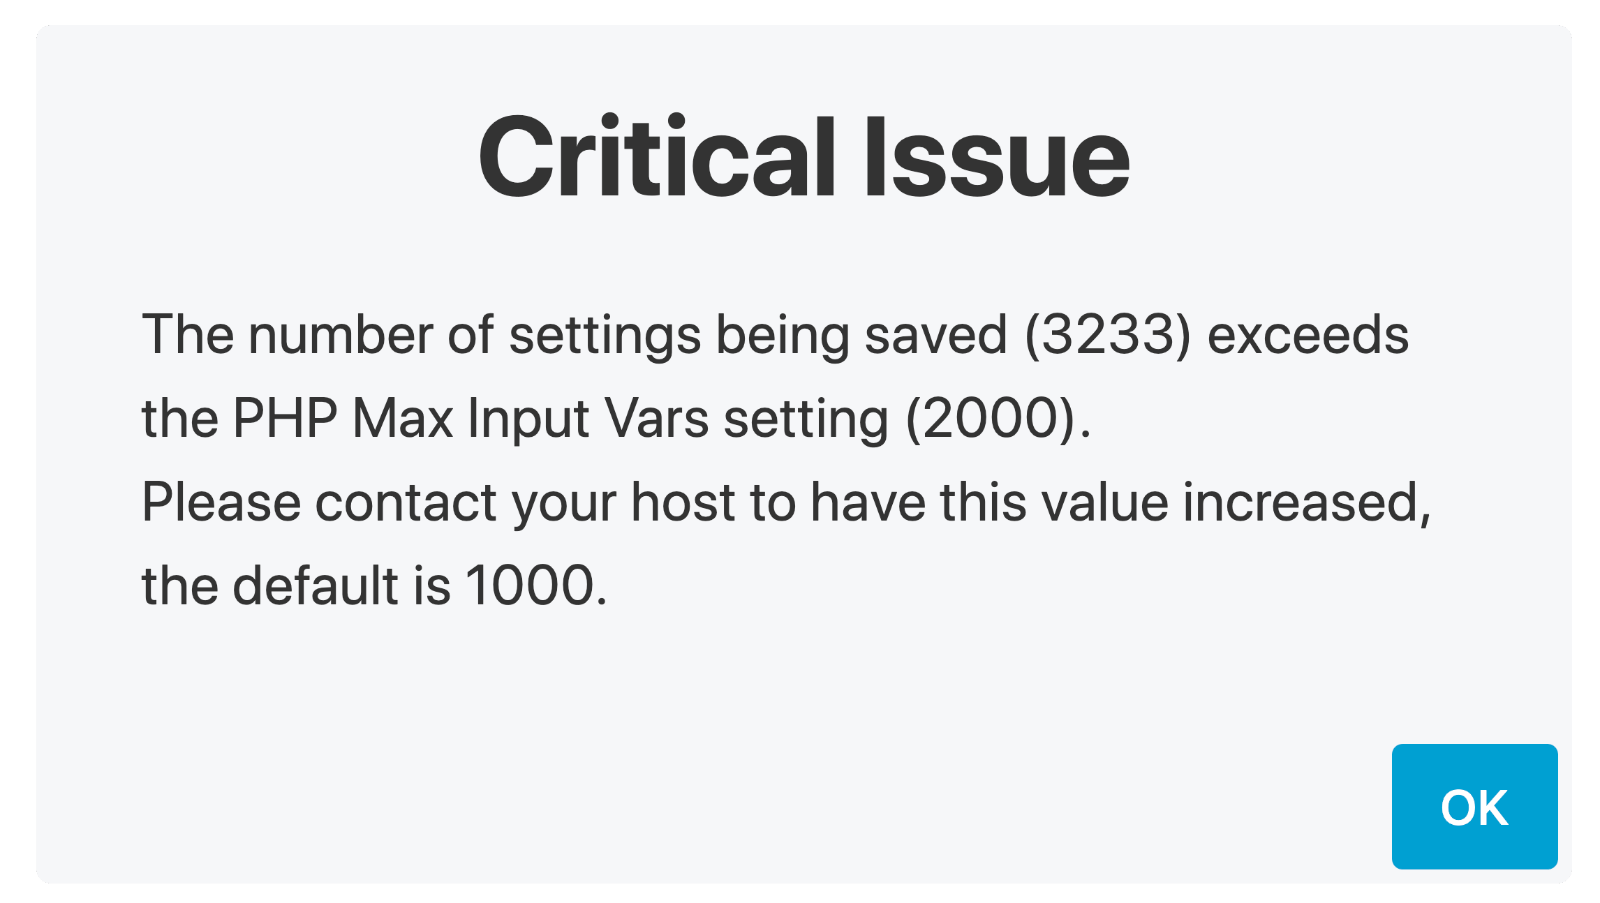 Critical Issue
The number of settings being saved (3233) exceeds
the PHP Max Input Vars setting (2000).
Please contact your host to have this value increased,
the default is 1000.
OK